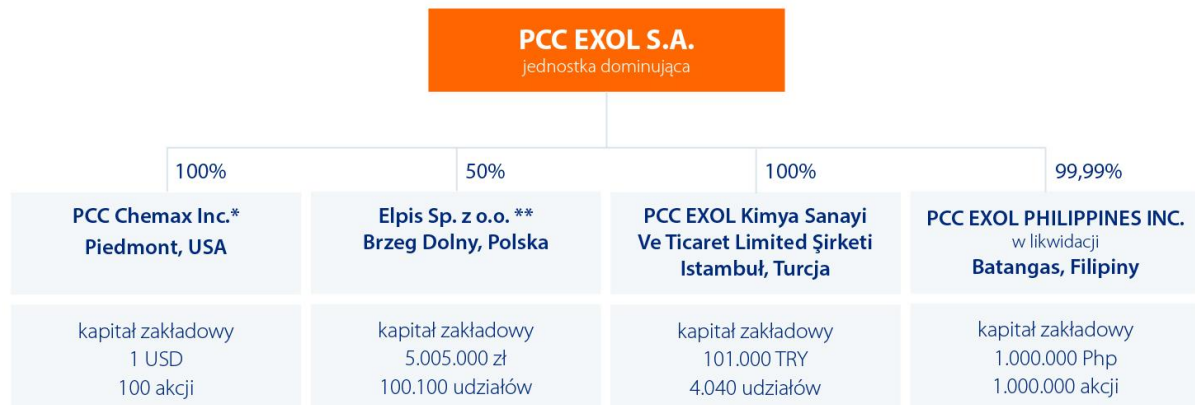 PCC EXOL S.A.
jednostka dominująca
100%
50%
100%
99,99%
PCC Chemax Inc.*
Piedmont, USA
Elpis Sp. z o.o. **
Brzeg Dolny, Polska
PCC EXOL Kimya Sanayi
Ve Ticaret Limited Şirketi
Istambuł, Turcja
PCC EXOL PHILIPPINES INC.
w likwidacji
Batangas, Filipiny
kapitał zakładowy
1 USD
100 akcji
kapitał zakładowy
5.005.000 zł
100.100 udziałów
kapitał zakładowy
101.000 TRY
4.040 udziałów
kapitał zakładowy
1.000.000 Php
1.000.000 akcji